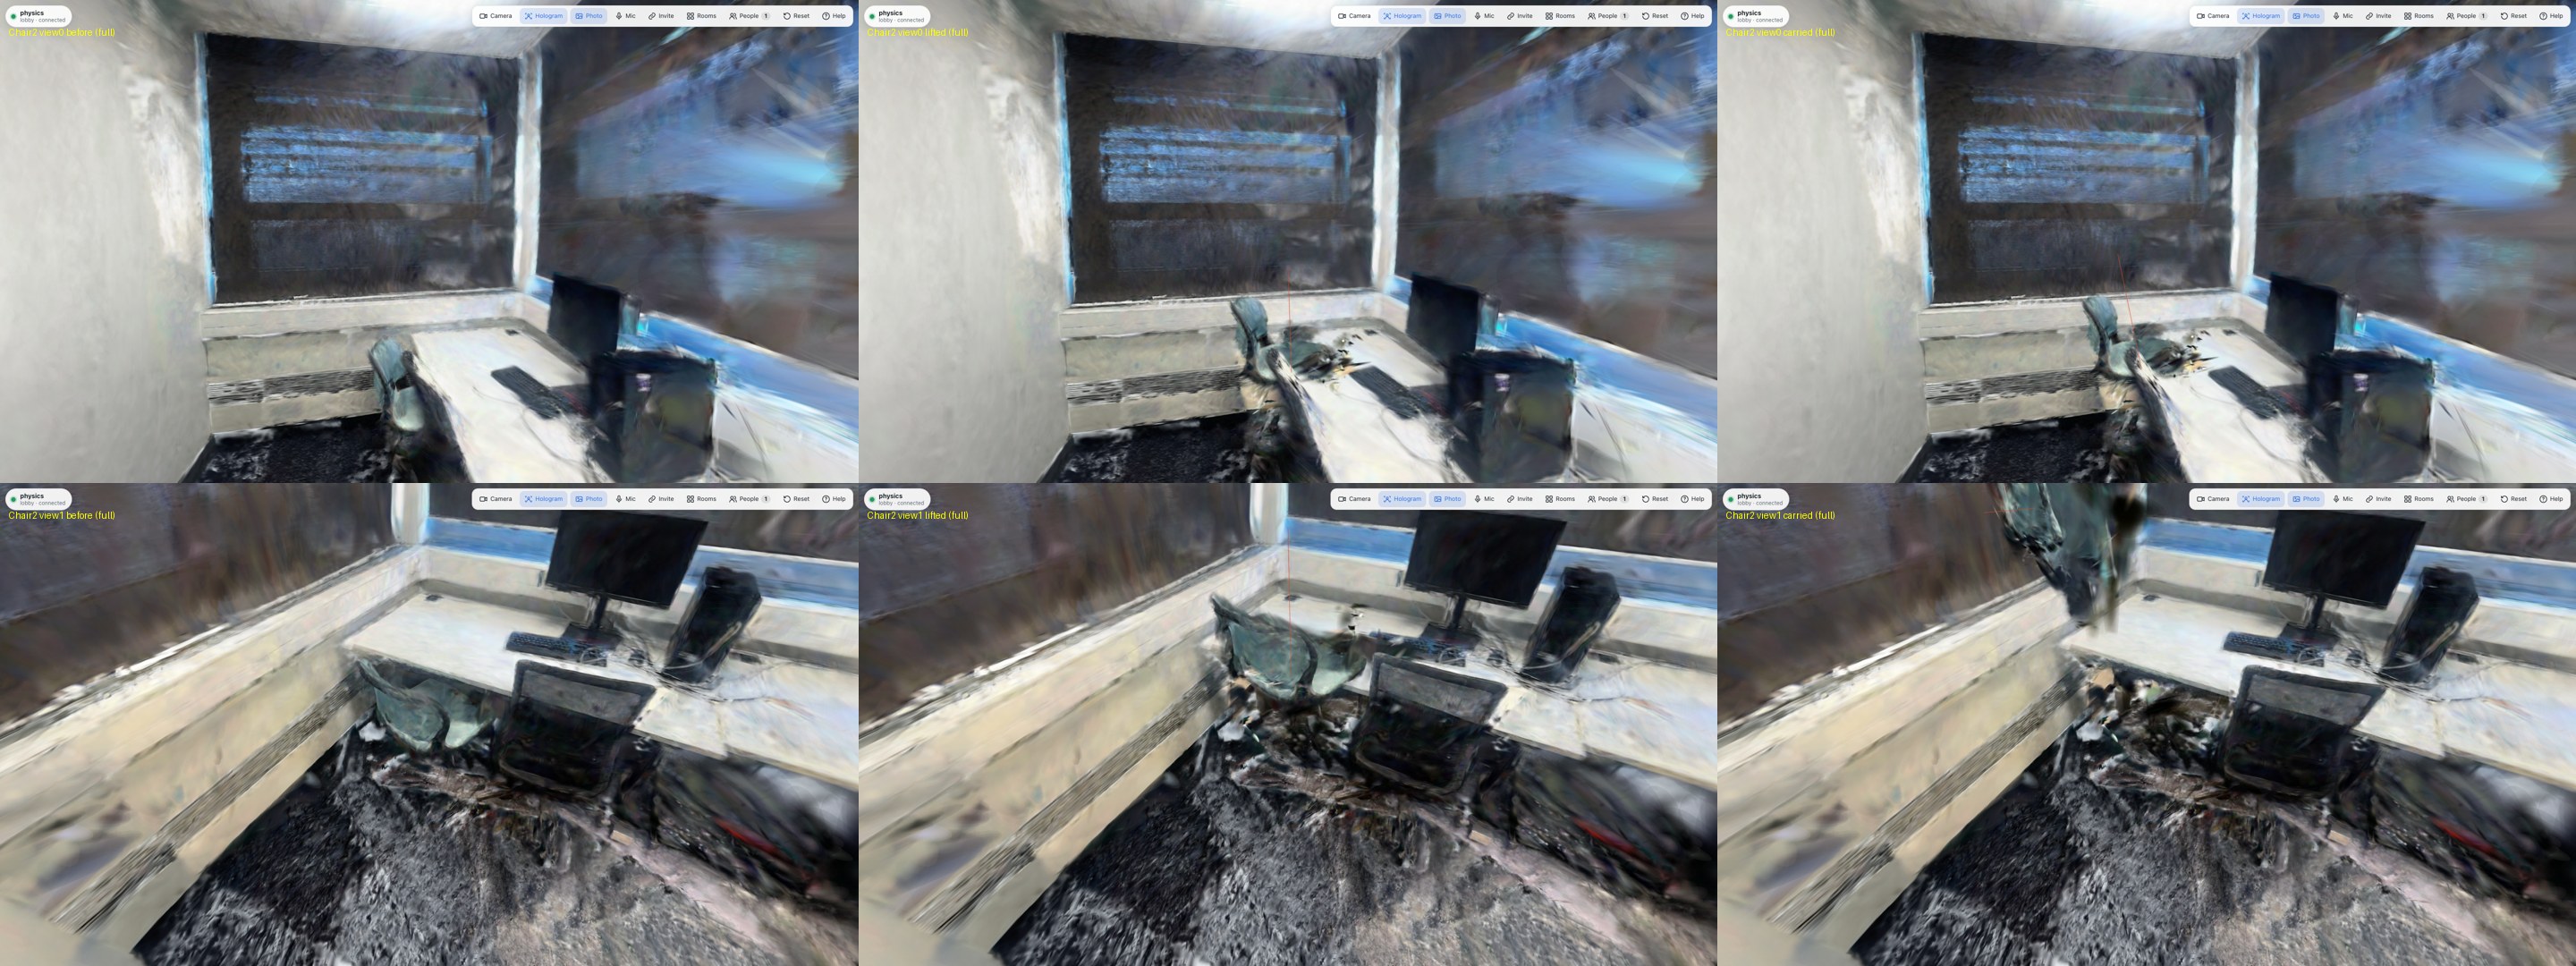 physics
lobby · connected
Camera Hologram Photo Mic Invite Rooms People 1 Reset Help
Chair2 view0 before (full)
physics
lobby · connected
Camera Hologram Photo Mic Invite Rooms People 1 Reset Help
Chair2 view0 lifted (full)
physics
lobby · connected
Camera Hologram Photo Mic Invite Rooms People 1 Reset Help
Chair2 view0 carried (full)
physics
lobby · connected
Camera Hologram Photo Mic Invite Rooms People 1 Reset Help
Chair2 view1 before (full)
physics
lobby · connected
Camera Hologram Photo Mic Invite Rooms People 1 Reset Help
Chair2 view1 lifted (full)
physics
lobby · connected
Camera Hologram Photo Mic Invite Rooms People 1 Reset Help
Chair2 view1 carried (full)